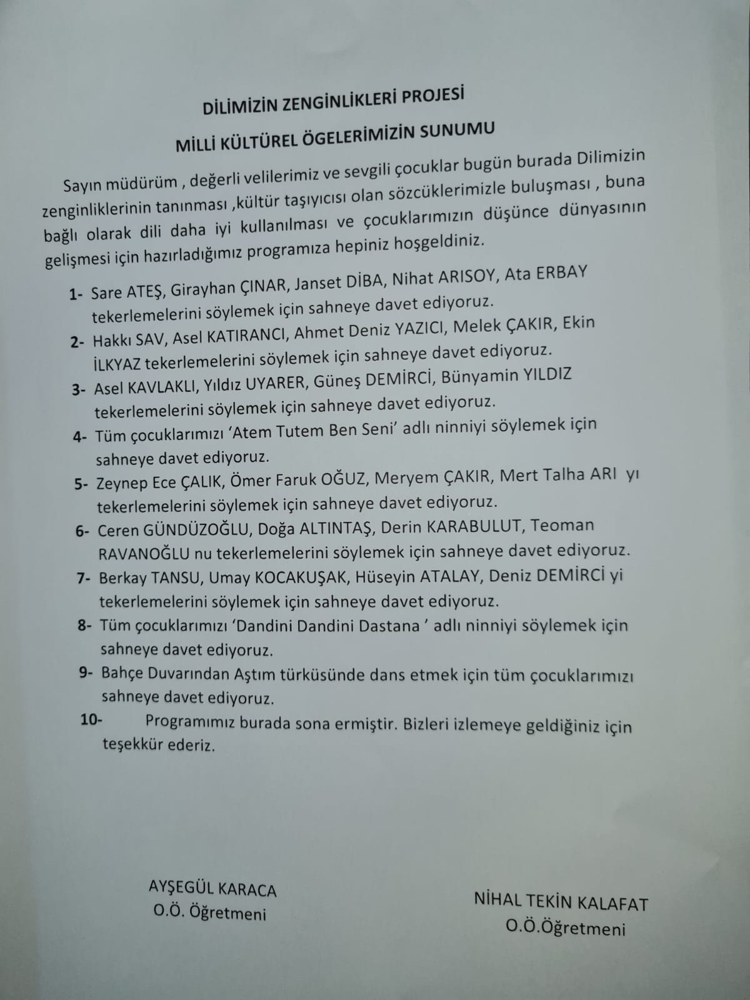 DİLİMİZİN ZENGİNLİKLERİ PROJESİ
MİLLİ KÜLTÜREL ÖGELERİMİZİN SUNUMU
Sayın müdürüm , değerli velilerimiz ve sevgili çocuklar bugün burada Dilimizin
zenginliklerinin tanınması ,kültür taşıyıcısı olan sözcüklerimizle buluşması , buna
bağlı olarak dili daha iyi kullanılması ve çocuklarımızın düşünce dünyasının
gelişmesi için hazırladığımız programıza hepiniz hoşgeldiniz.
1- Sare ATEŞ, Girayhan ÇINAR, Janset DİBA, Nihat ARISOY, Ata ERBAY
tekerlemelerini söylemek için sahneye davet ediyoruz.
2- Hakkı SAV, Asel KATIRANCI, Ahmet Deniz YAZICI, Melek ÇAKIR, Ekin
İLKYAZ tekerlemelerini söylemek için sahneye davet ediyoruz.
3- Asel KAVLAKLI, Yıldız UYARER, Güneş DEMİRCİ, Bünyamin YILDIZ
tekerlemelerini söylemek için sahneye davet ediyoruz.
4- Tüm çocuklarımızı ‘Atem Tutem Ben Seni’ adlı ninniyi söylemek için
sahneye davet ediyoruz.
5- Zeynep Ece ÇALIK, Ömer Faruk OĞUZ, Meryem ÇAKIR, Mert Talha ARI yı
tekerlemelerini söylemek için sahneye davet ediyoruz.
6- Ceren GÜNDÜZOĞLU, Doğa ALTINTAŞ, Derin KARABULUT, Teoman
RAVANOĞLU nu tekerlemelerini söylemek için sahneye davet ediyoruz.
7- Berkay TANSU, Umay KOCAKUŞAK, Hüseyin ATALAY, Deniz DEMİRCİ yi
tekerlemelerini söylemek için sahneye davet ediyoruz.
8- Tüm çocuklarımızı ‘Dandini Dandini Dastana ’ adlı ninniyi söylemek için
sahneye davet ediyoruz.
9- Bahçe Duvarından Aştım türküsünde dans etmek için tüm çocuklarımızı
sahneye davet ediyoruz.
10- Programımız burada sona ermiştir. Bizleri izlemeye geldiğiniz için
teşekkür ederiz.
AYŞEGÜL KARACA
O.Ö. Öğretmeni
NİHAL TEKİN KALAFAT
O.Ö.Öğretmeni